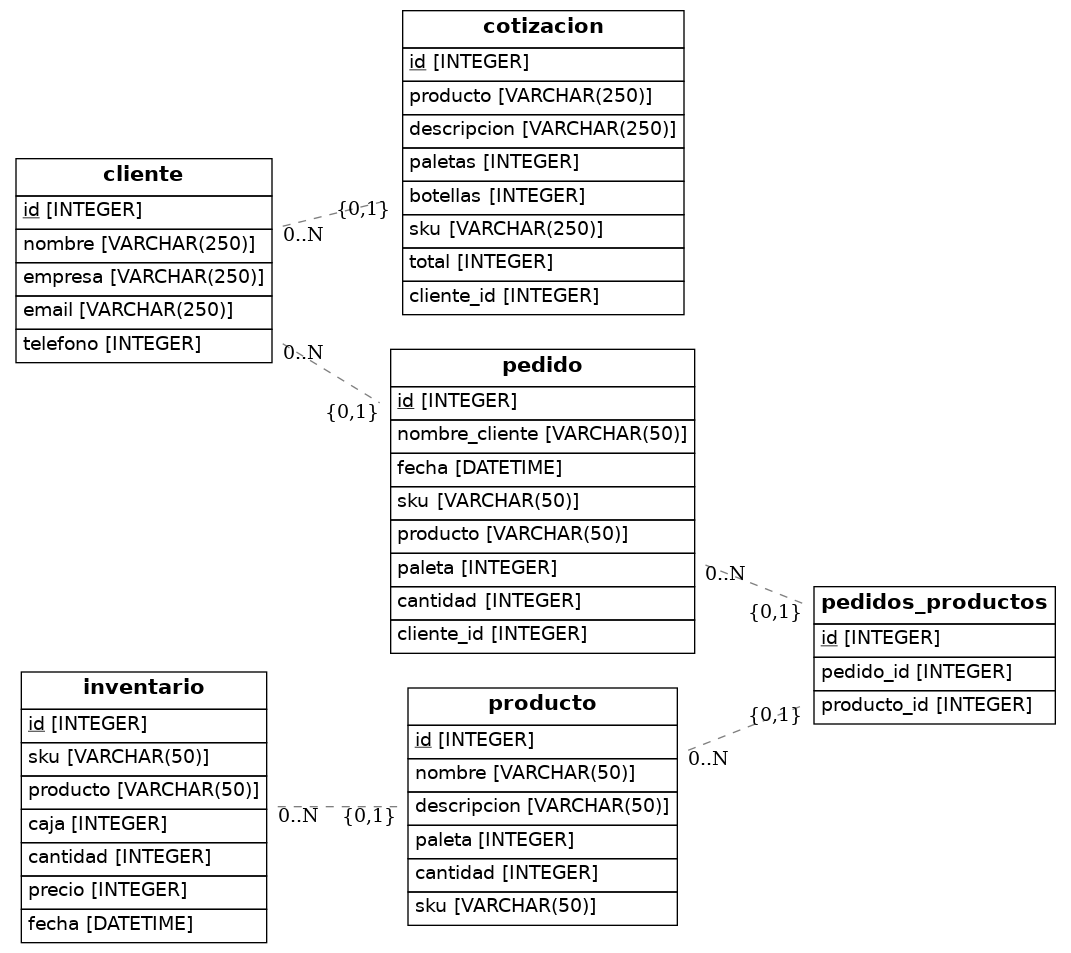 cotizacion
id [INTEGER]
producto [VARCHAR(250)]
descripcion [VARCHAR(250)]
paletas [INTEGER]
botellas [INTEGER]
sku [VARCHAR(250)]
total [INTEGER]
cliente_id [INTEGER]
cliente
id [INTEGER]
nombre [VARCHAR(250)]
empresa [VARCHAR(250)]
email [VARCHAR(250)]
telefono [INTEGER]
{0,1}
0..N
0..N
{0,1}
pedido
id [INTEGER]
nombre_cliente [VARCHAR(50)]
fecha [DATETIME]
sku [VARCHAR(50)]
producto [VARCHAR(50)]
paleta [INTEGER]
cantidad [INTEGER]
cliente_id [INTEGER]
0..N
{0,1}
pedidos_productos
id [INTEGER]
pedido_id [INTEGER]
producto_id [INTEGER]
{0,1}
0..N
inventario
id [INTEGER]
sku [VARCHAR(50)]
producto [VARCHAR(50)]
caja [INTEGER]
cantidad [INTEGER]
precio [INTEGER]
fecha [DATETIME]
0..N
{0,1}
producto
id [INTEGER]
nombre [VARCHAR(50)]
descripcion [VARCHAR(50)]
paleta [INTEGER]
cantidad [INTEGER]
sku [VARCHAR(50)]